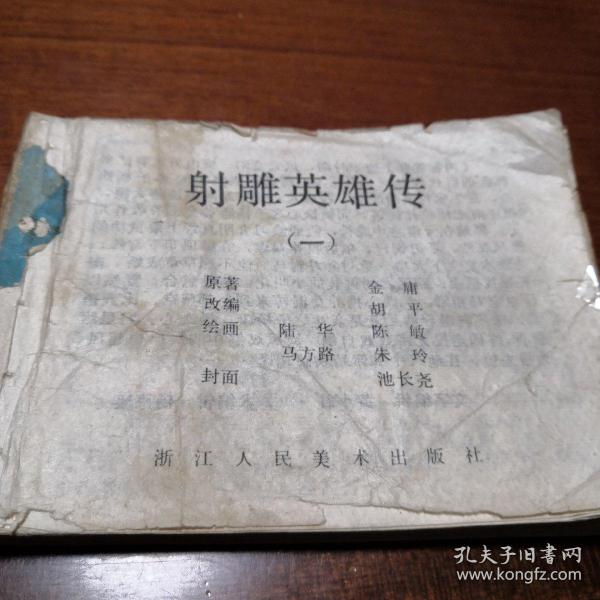 射雕英雄传
（一）
原著 金庸
改编 胡平
绘画 陆华 陈敏
马方路 朱玲
封面 池长尧
浙江人民美术出版社
孔夫子旧书网
www.kongfz.com